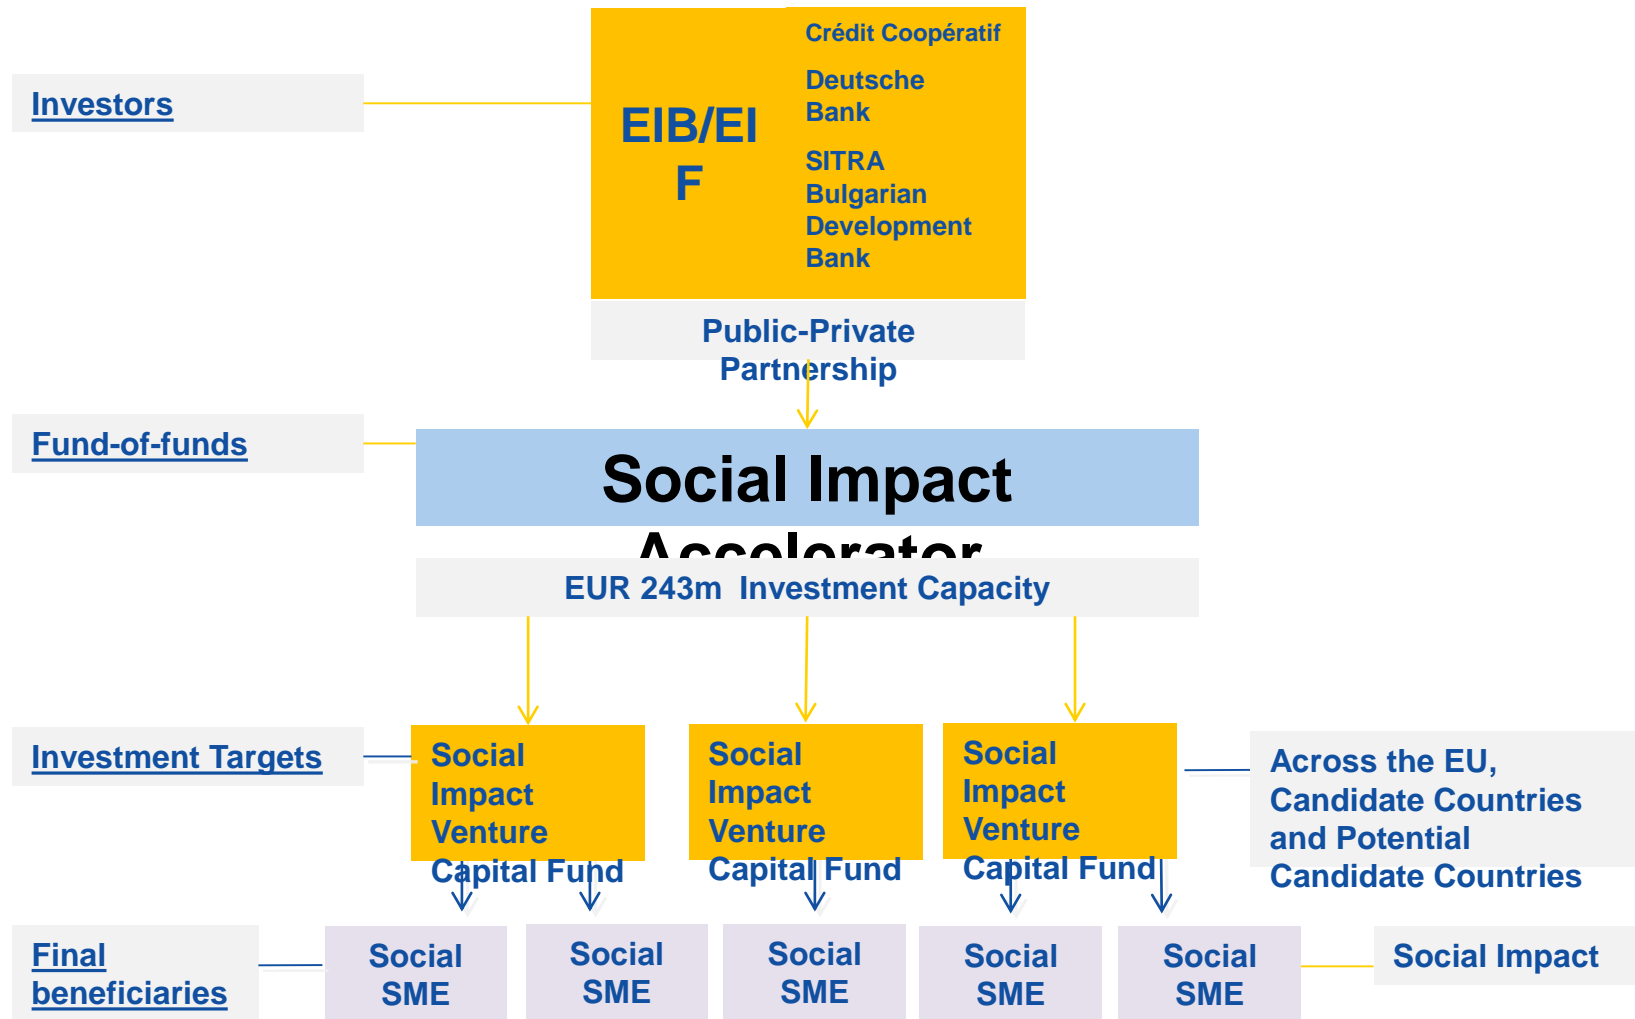 Crédit Coopératif
Deutsche
Bank
SITRA
Bulgarian
Development
Bank
Investors
EIB/EI
F
Public-Private
Partnership
Fund-of-funds
Social Impact
Accelerator
EUR 243m Investment Capacity
Investment Targets
Social
Impact
Venture
Capital Fund
Social
Impact
Venture
Capital Fund
Social
Impact
Venture
Capital Fund
Across the EU,
Candidate Countries
and Potential
Candidate Countries
Final
beneficiaries
Social
SME
Social
SME
Social
SME
Social
SME
Social
SME
Social Impact